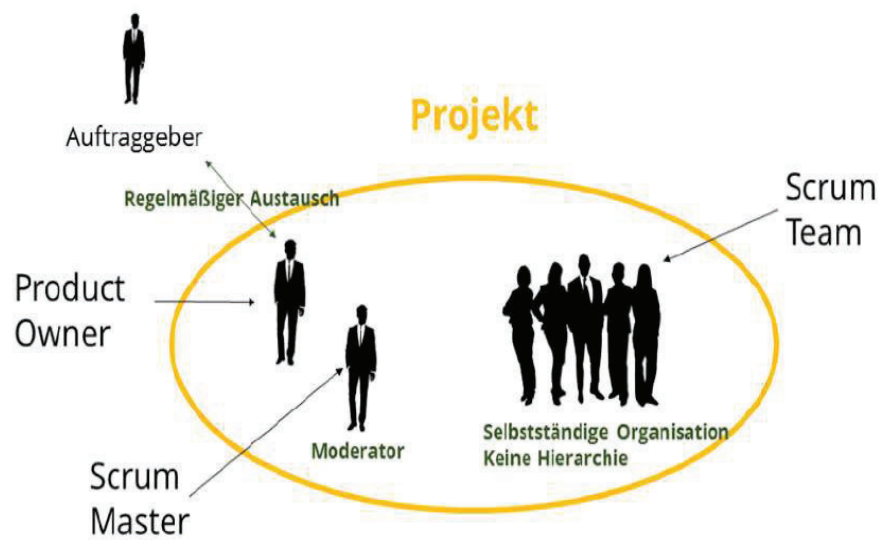 Projekt
Auftraggeber
Regelmäßiger Austausch
Scrum
Team
Product
Owner
Moderator
Selbstständige Organisation
Keine Hierarchie
Scrum
Master